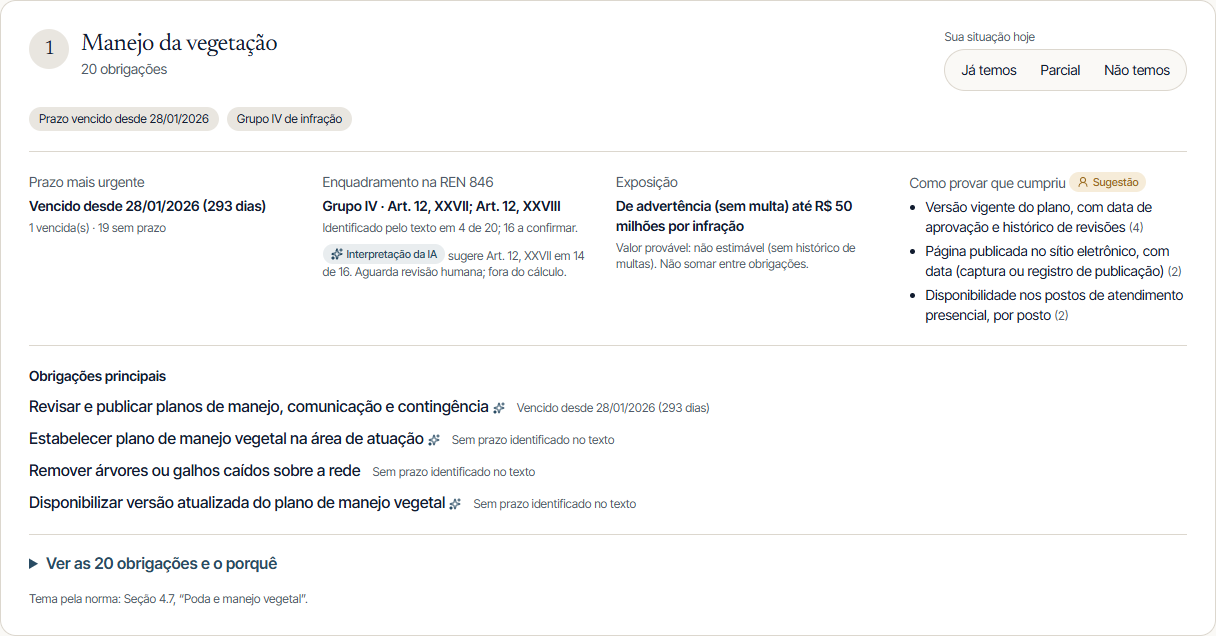 1
Manejo da vegetação
20 obrigações
Sua situação hoje
Já temos Parcial Não temos
Prazo vencido desde 28/01/2026 Grupo IV de infração
Prazo mais urgente
Vencido desde 28/01/2026 (293 dias)
1 vencida(s) · 19 sem prazo
Enquadramento na REN 846
Grupo IV · Art. 12, XXVII; Art. 12, XXVIII
Identificado pelo texto em 4 de 20; 16 a confirmar.
Interpretação da IA sugere Art. 12, XXVII em 14
de 16. Aguarda revisão humana; fora do cálculo.
Exposição
De advertência (sem multa) até R$ 50
milhões por infração
Valor provável: não estimável (sem histórico de
multas). Não somar entre obrigações.
Como provar que cumpriu Sugestão
• Versão vigente do plano, com data de
aprovação e histórico de revisões (4)
• Página publicada no sítio eletrônico, com
data (captura ou registro de publicação) (2)
• Disponibilidade nos postos de atendimento
presencial, por posto (2)
Obrigações principais
Revisar e publicar planos de manejo, comunicação e contingência Vencido desde 28/01/2026 (293 dias)
Estabelecer plano de manejo vegetal na área de atuação Sem prazo identificado no texto
Remover árvores ou galhos caídos sobre a rede Sem prazo identificado no texto
Disponibilizar versão atualizada do plano de manejo vegetal Sem prazo identificado no texto
Ver as 20 obrigações e o porquê
Tema pela norma: Seção 4.7, “Poda e manejo vegetal”.